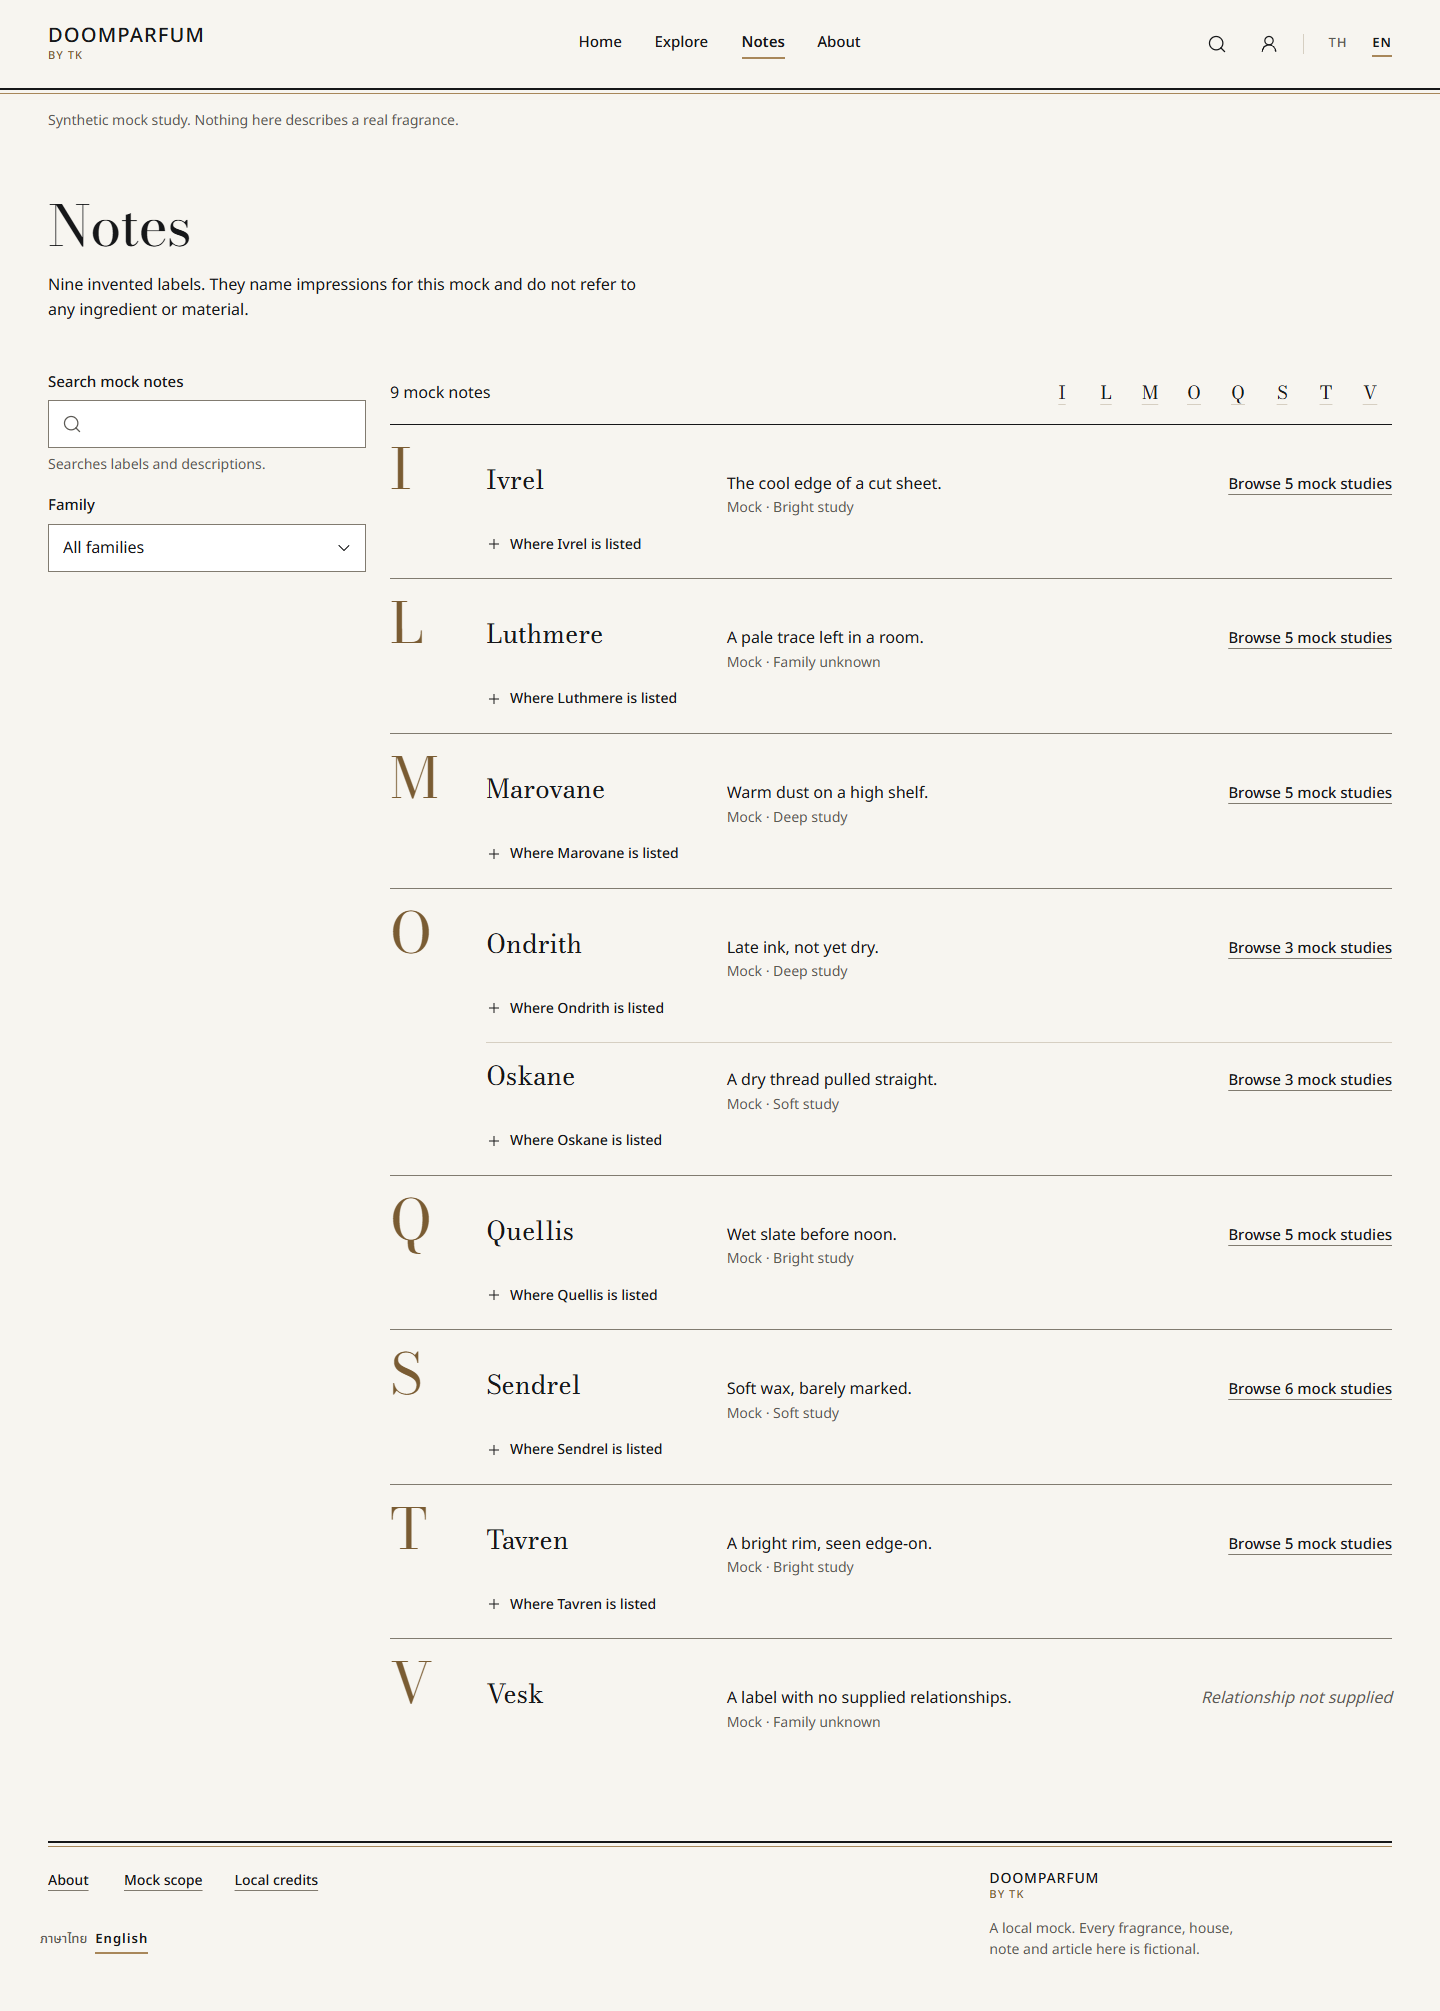 DOOMPARFUM
BY TK
Home Explore Notes About
TH EN
Synthetic mock study. Nothing here describes a real fragrance.
Notes
Nine invented labels. They name impressions for this mock and do not refer to
any ingredient or material.
Search mock notes
Searches labels and descriptions.
Family
All families
9 mock notes
I L M O Q S T V
I
Ivrel
The cool edge of a cut sheet.
Mock · Bright study
Browse 5 mock studies
Where Ivrel is listed
L
Luthmere
A pale trace left in a room.
Mock · Family unknown
Browse 5 mock studies
Where Luthmere is listed
M
Marovane
Warm dust on a high shelf.
Mock · Deep study
Browse 5 mock studies
Where Marovane is listed
O
Ondrith
Late ink, not yet dry.
Mock · Deep study
Browse 3 mock studies
Where Ondrith is listed
Oskane
A dry thread pulled straight.
Mock · Soft study
Browse 3 mock studies
Where Oskane is listed
Q
Quellis
Wet slate before noon.
Mock · Bright study
Browse 5 mock studies
Where Quellis is listed
S
Sendrel
Soft wax, barely marked.
Mock · Soft study
Browse 6 mock studies
Where Sendrel is listed
T
Tavren
A bright rim, seen edge-on.
Mock · Bright study
Browse 5 mock studies
Where Tavren is listed
V
Vesk
A label with no supplied relationships.
Mock · Family unknown
Relationship not supplied
About Mock scope Local credits
ภาษาไทย English
DOOMPARFUM
BY TK
A local mock. Every fragrance, house,
note and article here is fictional.